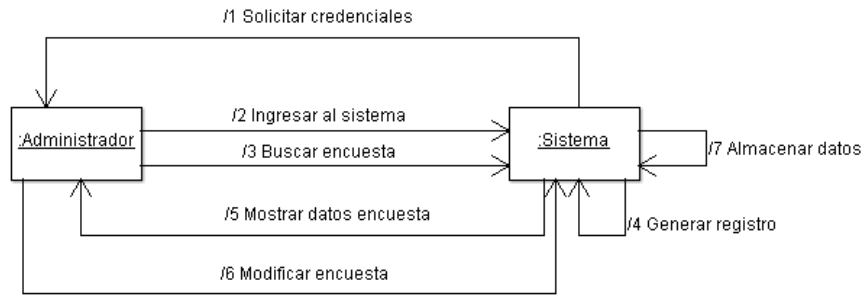 /1 Solicitar credenciales
:Administrador
/2 Ingresar al sistema
/3 Buscar encuesta
:Sistema
/7 Almacenar datos
/5 Mostrar datos encuesta
/4 Generar registro
/6 Modificar encuesta